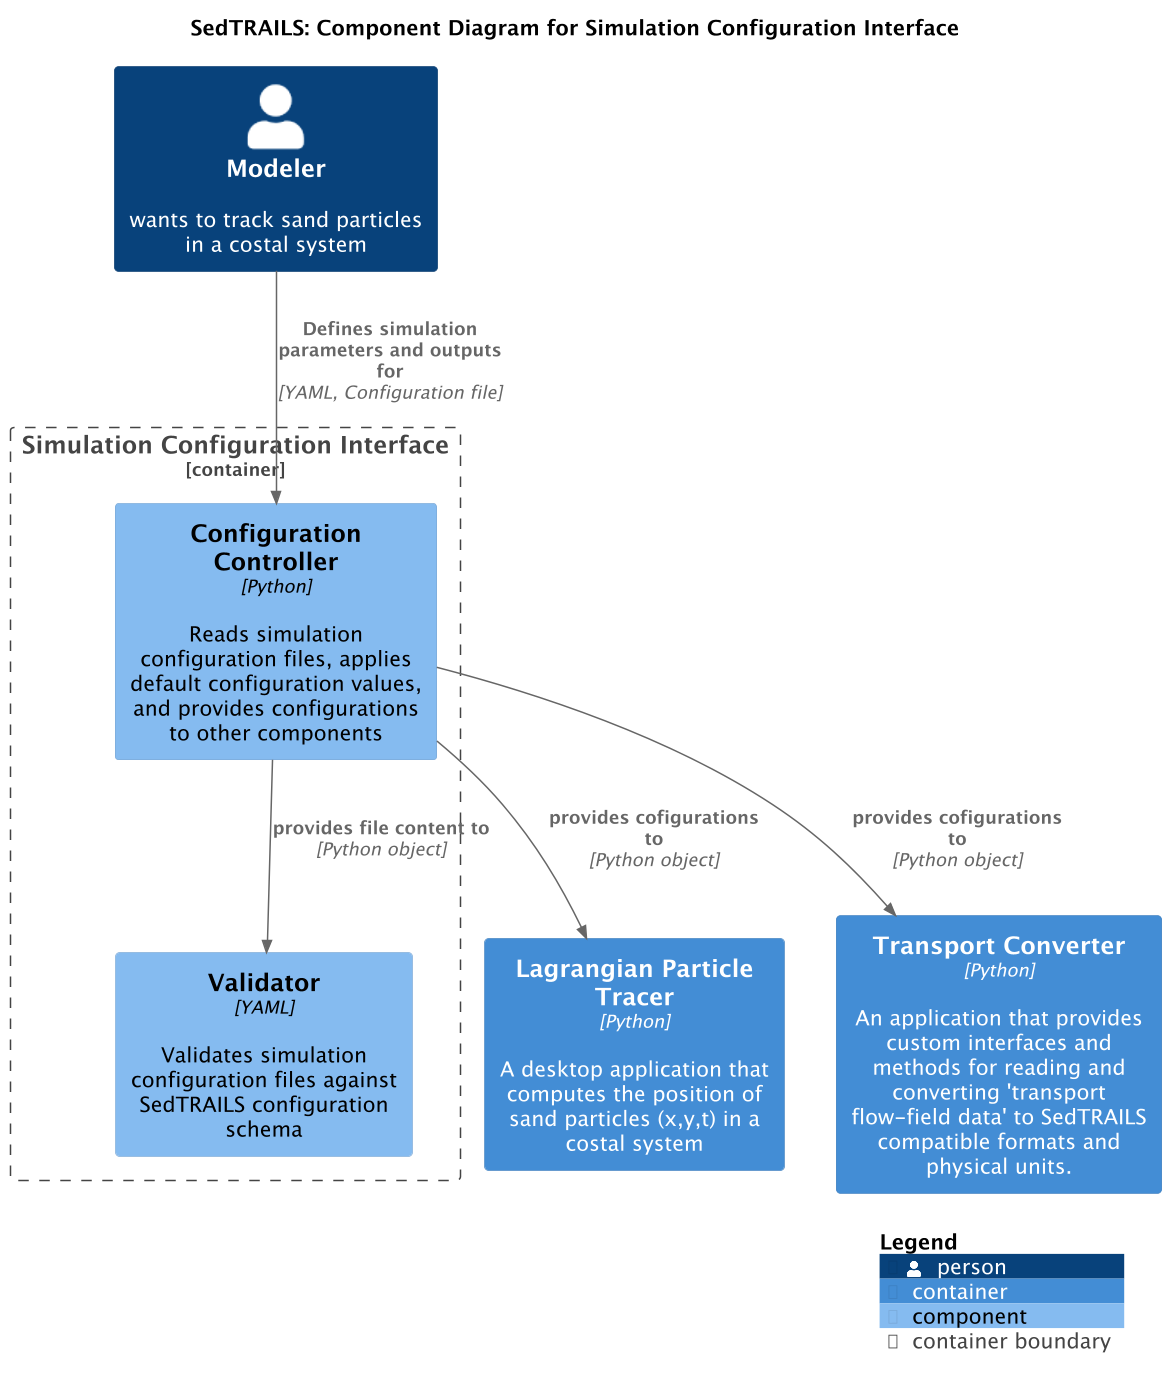 SedTRAILS: Component Diagram for Simulation Configuration Interface
Modeler
wants to track sand particles
in a costal system
Defines simulation
parameters and outputs
for
[YAML, Configuration file]
Simulation Configuration Interface
[container]
Configuration
Controller
[Python]
Reads simulation
configuration files, applies
default configuration values,
and provides configurations
to other components
provides file content to
[Python object]
provides cofigurations
to
[Python object]
provides cofigurations
to
[Python object]
Validator
[YAML]
Validates simulation
configuration files against
SedTRAILS configuration
schema
Lagrangian Particle
Tracer
[Python]
A desktop application that
computes the position of
sand particles (x,y,t) in a
costal system
Transport Converter
[Python]
An application that provides
custom interfaces and
methods for reading and
converting 'transport
flow-field data' to SedTRAILS
compatible formats and
physical units.
Legend
person
container
component
container boundary